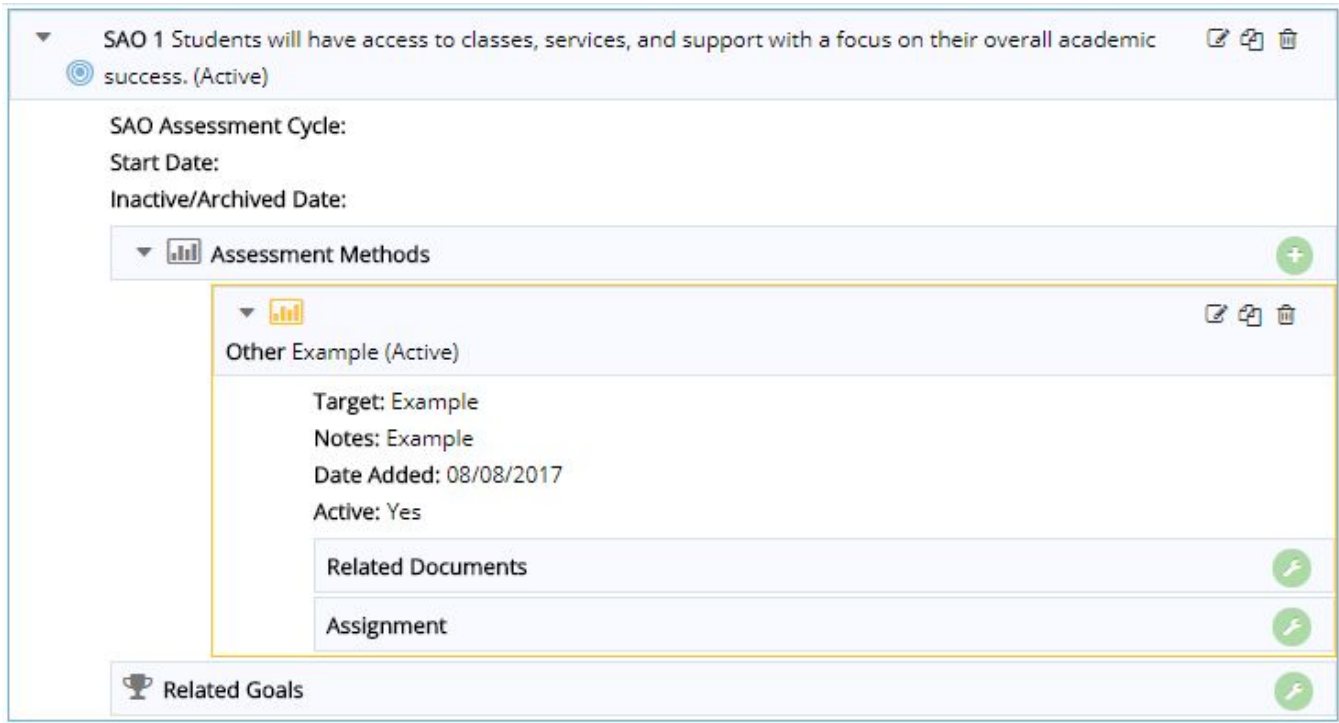 SAO 1 Students will have access to classes, services, and support with a focus on their overall academic
success. (Active)
SAO Assessment Cycle:
Start Date:
Inactive/Archived Date:
Assessment Methods
Other Example (Active)
Target: Example
Notes: Example
Date Added: 08/08/2017
Active: Yes
Related Documents
Assignment
Related Goals